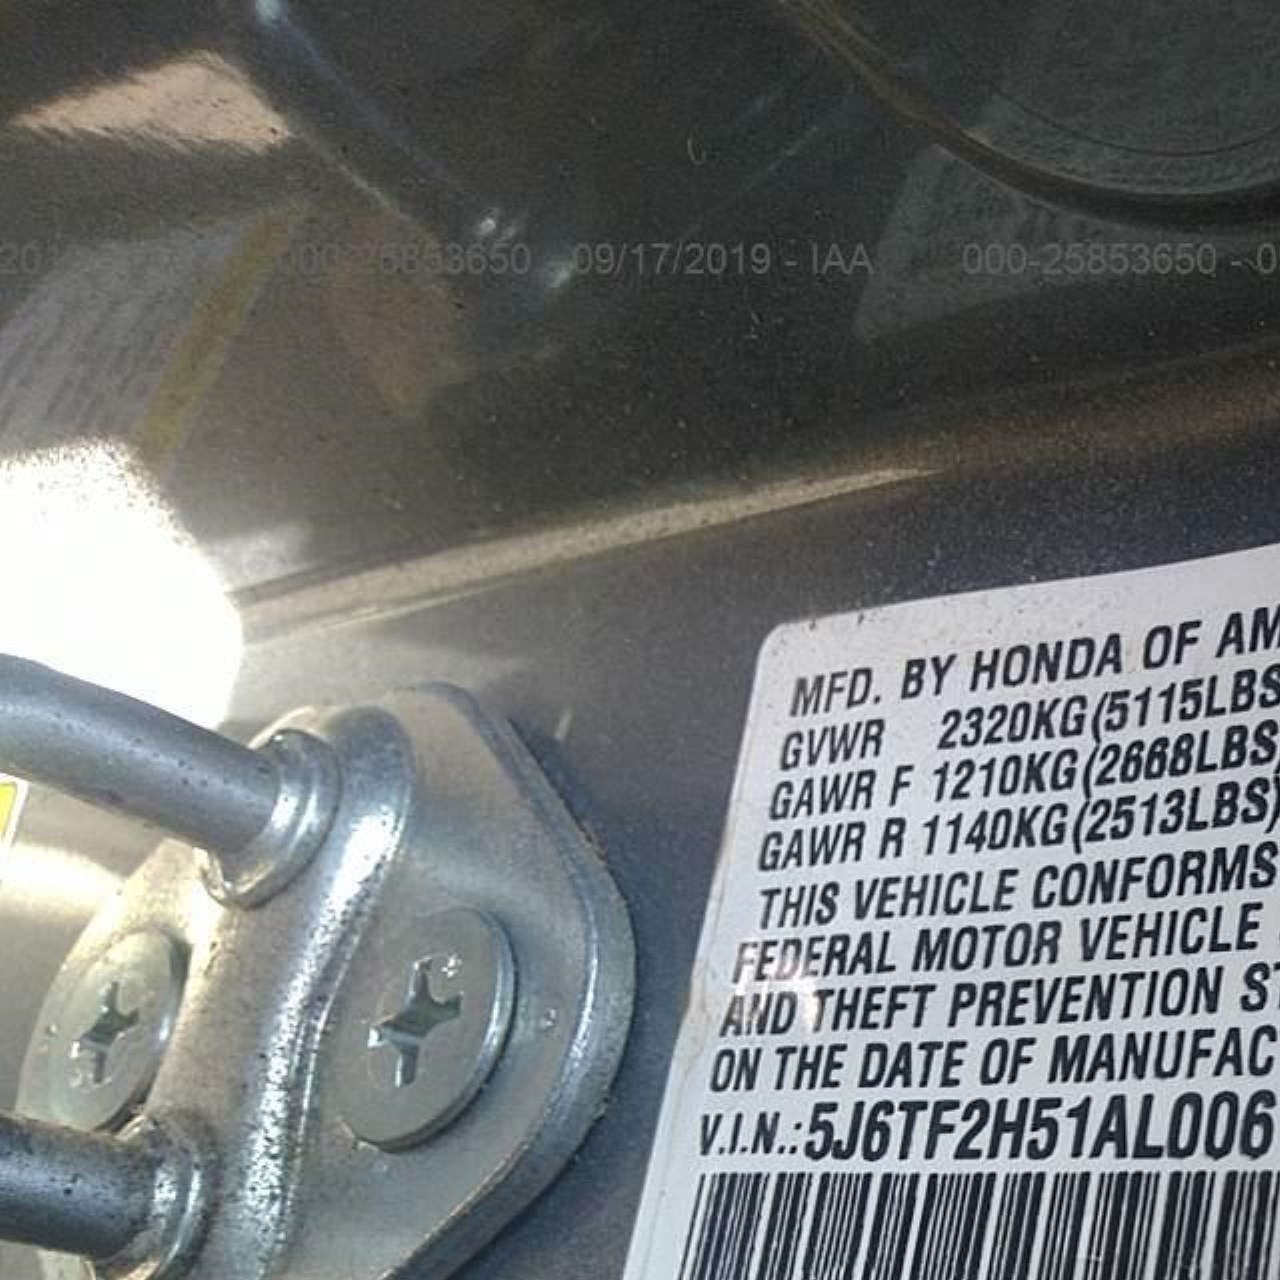 000-25853650 09/17/2019 - IAA 000-25853650 -
MFD. BY HONDA OF AM
GVWR 2320KG(5115LBS
GAWR F 1210KG(2668LBS)
GAWR R 1140KG(2513LBS)
THIS VEHICLE CONFORMS
FEDERAL MOTOR VEHICLE
AND THEFT PREVENTION ST
ON THE DATE OF MANUFAC
V.I.N.:5J6TF2H51AL006